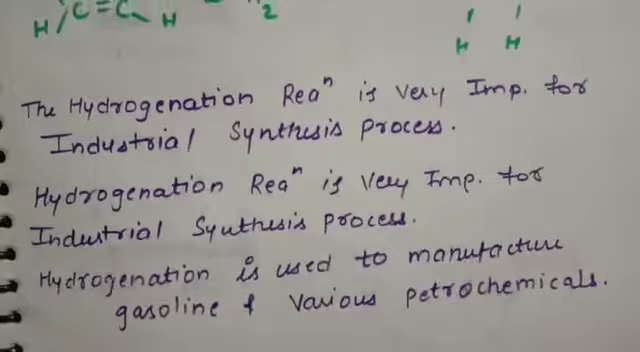 H/C=C\H 2
H H
The Hydrogenation Reaⁿ is very Imp. for
Industrial Synthesis process.
Hydrogenation Reaⁿ is very Imp. for
Industrial Synthesis process.
Hydrogenation is used to manufacture
gasoline & various petrochemicals.